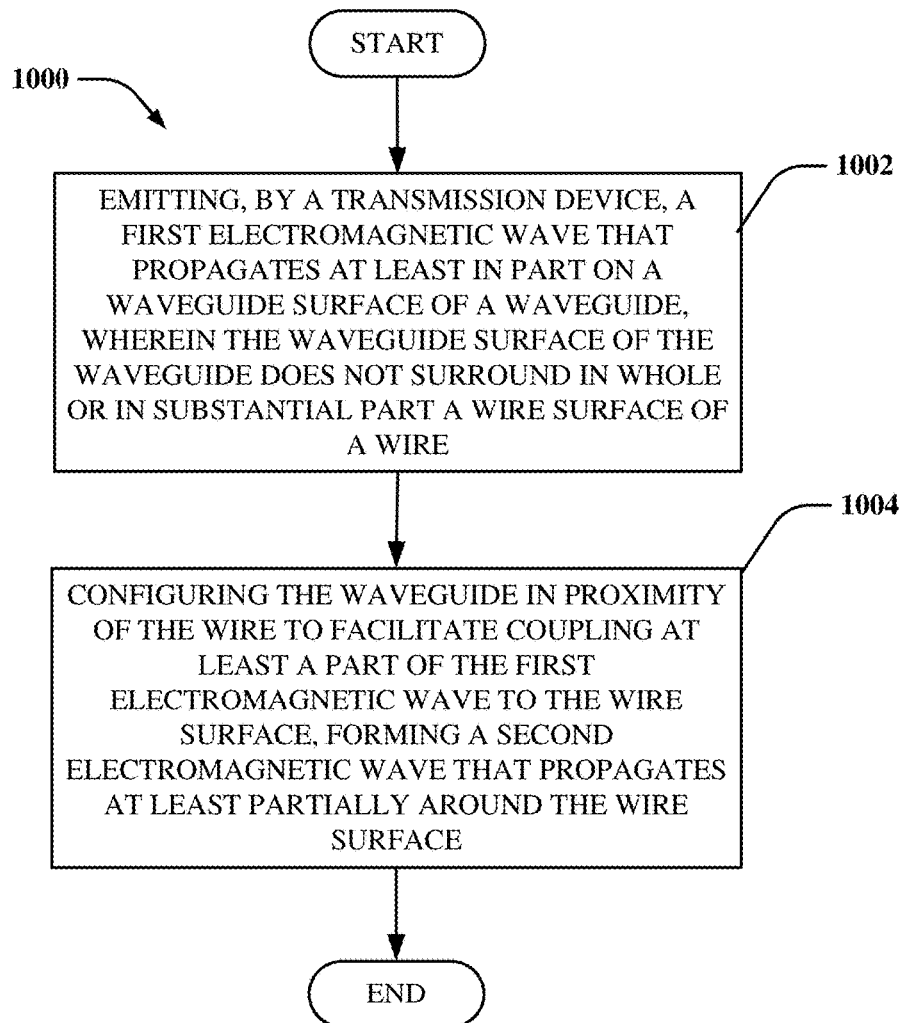 START
1000
1002
EMITTING, BY A TRANSMISSION DEVICE, A
FIRST ELECTROMAGNETIC WAVE THAT
PROPAGATES AT LEAST IN PART ON A
WAVEGUIDE SURFACE OF A WAVEGUIDE,
WHEREIN THE WAVEGUIDE SURFACE OF THE
WAVEGUIDE DOES NOT SURROUND IN WHOLE
OR IN SUBSTANTIAL PART A WIRE SURFACE OF
A WIRE
1004
CONFIGURING THE WAVEGUIDE IN PROXIMITY
OF THE WIRE TO FACILITATE COUPLING AT
LEAST A PART OF THE FIRST
ELECTROMAGNETIC WAVE TO THE WIRE
SURFACE, FORMING A SECOND
ELECTROMAGNETIC WAVE THAT PROPAGATES
AT LEAST PARTIALLY AROUND THE WIRE
SURFACE
END